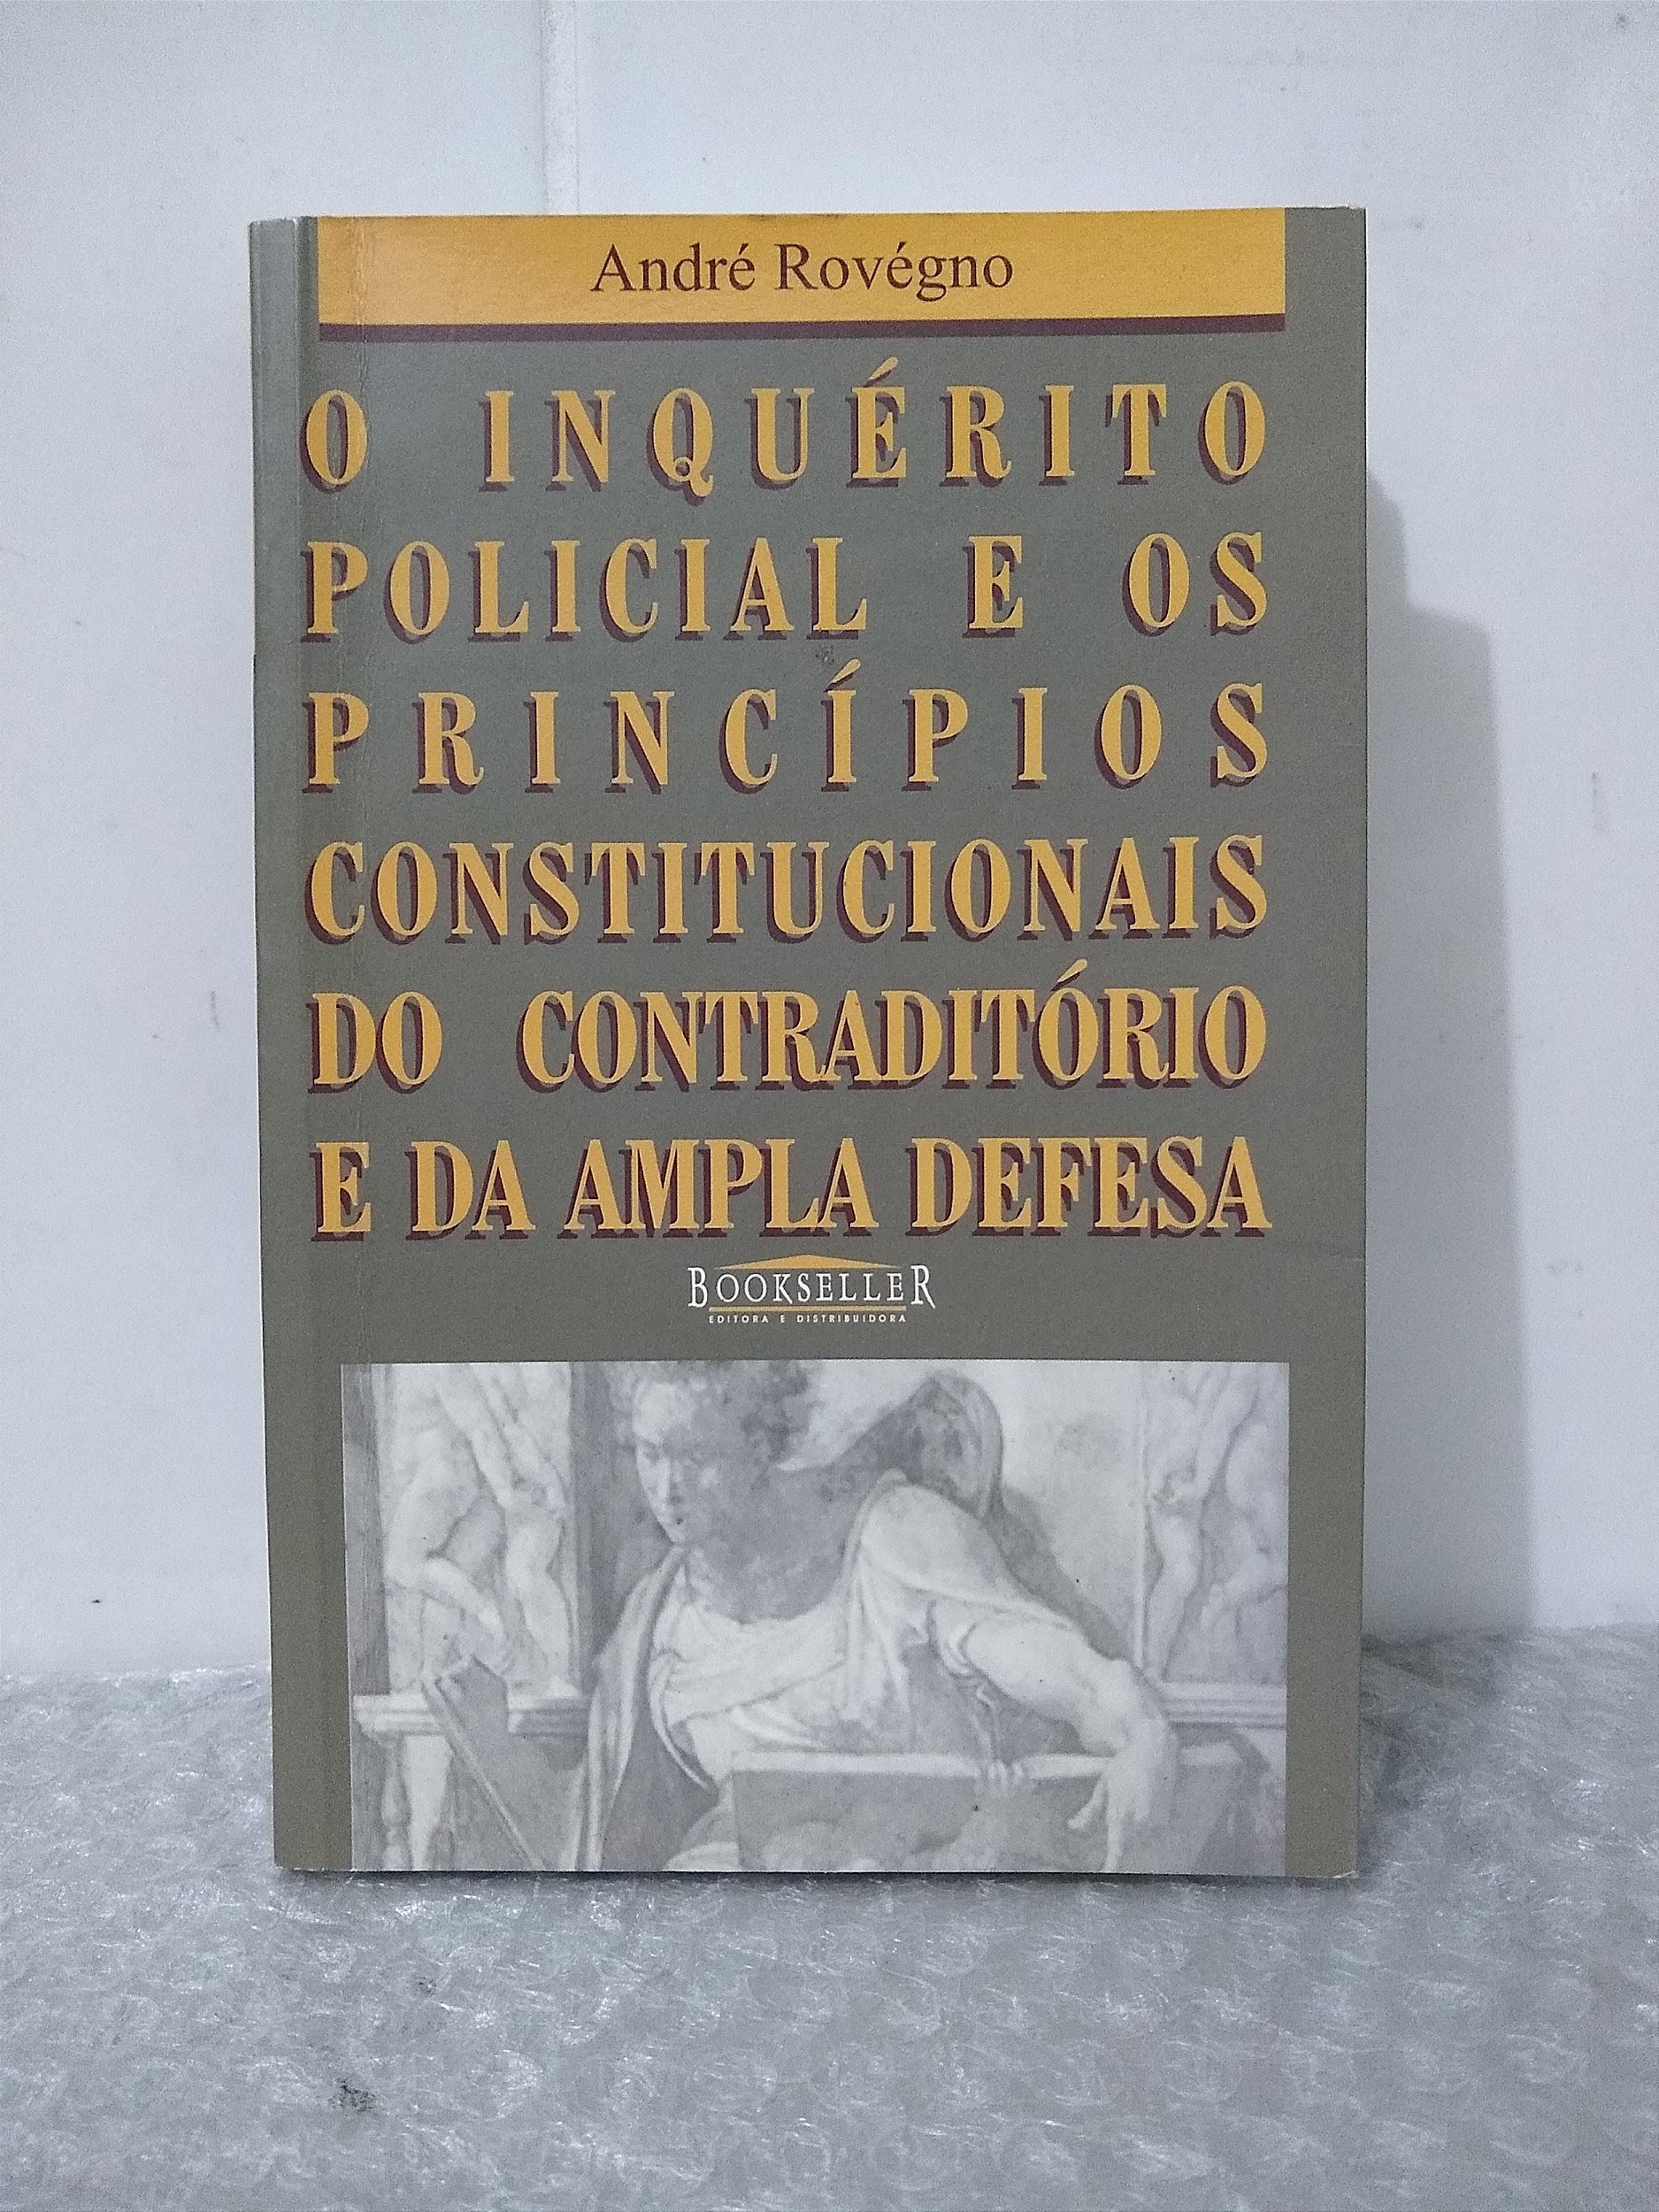 André Rovégno
O INQUÉRITO
POLICIAL E OS
PRINCÍPIOS
CONSTITUCIONAIS
DO CONTRADITÓRIO
E DA AMPLA DEFESA
BOOKSELLER
EDITORA E DISTRIBUIDORA